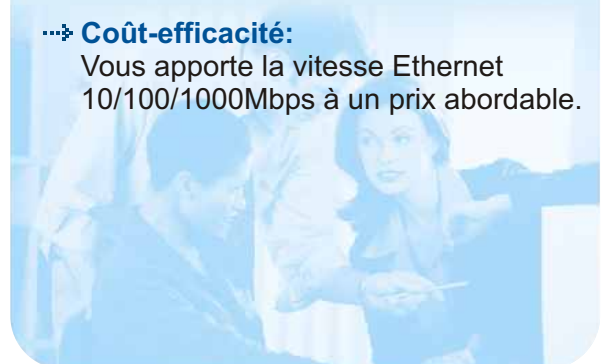 Coût-efficacité:
Vous apporte la vitesse Ethernet
10/100/1000Mbps à un prix abordable.